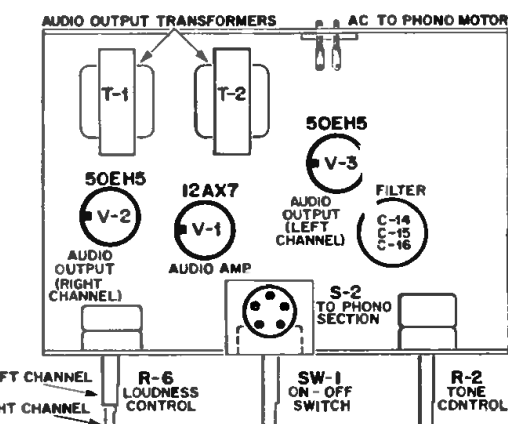 AUDIO OUTPUT TRANSFORMERS
AC TO PHONO MOTOR
T-1
T-2
50EH5
V-3
50EH5
12AX7
AUDIO
OUTPUT
(LEFT
CHANNEL)
FILTER
V-2
V-1
C-14
C-15
C-16
AUDIO
OUTPUT
(RIGHT
CHANNEL)
AUDIO AMP
S-2
TO PHONO
SECTION
FT CHANNEL
R-6
LOUDNESS
CONTROL
SW-1
ON-OFF
SWITCH
R-2
TONE
CONTROL
HT CHANNEL